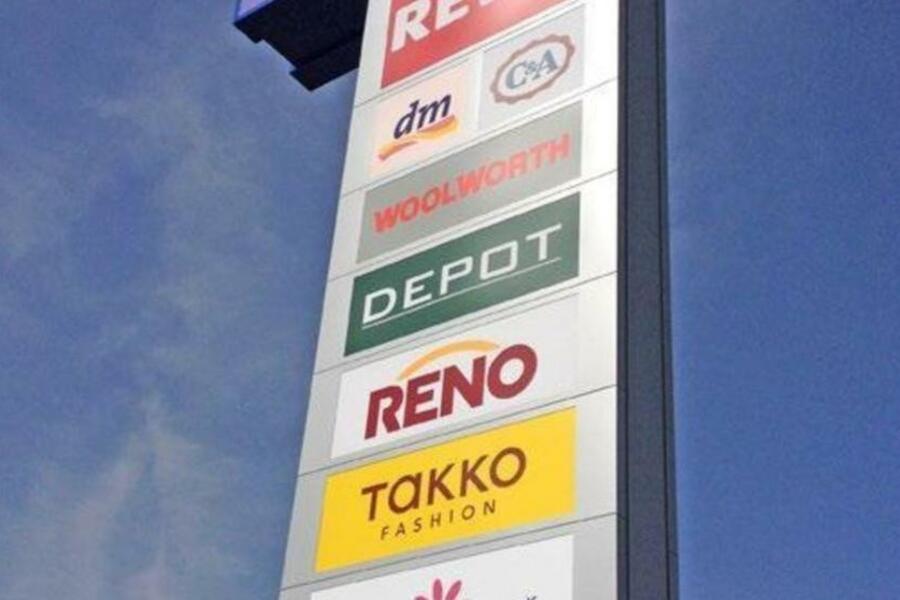 dm
C&A
WOOLWORTH
DEPOT
RENO
TaKKO
FASHION